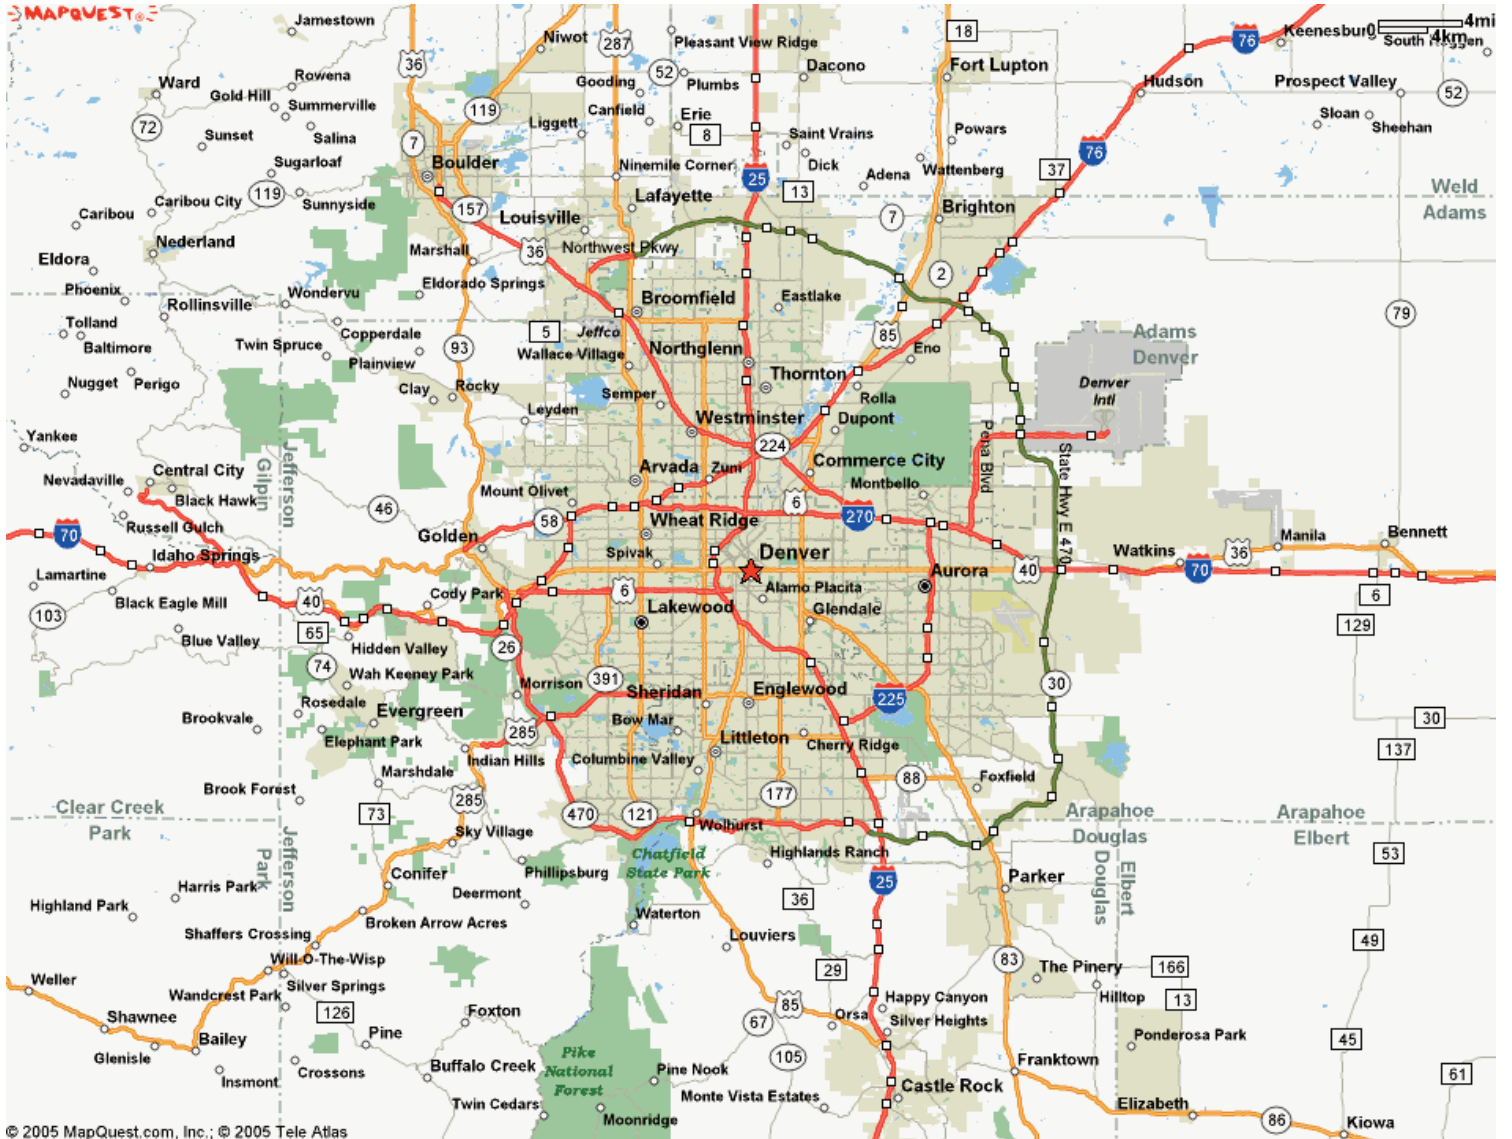 MAPQUEST
Jamestown
36
Niwot
287
Pleasant View Ridge
18
76
Keenesburg
0
4mi
4km
52
Dacono
Fort Lupton
Ward
Rowena
Gold Hill
Summerville
119
Gooding
Plumbs
Canfield
Erie
Hudson
Prospect Valley
52
72
Sunset
Salina
7
Liggett
8
Saint Vrains
Powars
Sloan
Sheehan
Sugarloaf
Boulder
Ninemile Corner
Dick
Wattenberg
76
37
119
Sunnyside
157
Lafayette
25
13
Adena
Weld
Adams
Caribou
Caribou City
Louisville
7
Brighton
Nederland
Marshall
36
Northwest Pkwy
Eldora
Eldorado Springs
2
Phoenix
Wondervu
Broomfield
Eastlake
Rollinsville
Tolland
Copperdale
5
Jeffco
85
79
Baltimore
Twin Spruce
93
Wallace Village
Northglenn
Eno
Adams
Denver
Plainview
Nugget
Perigo
Clay
Rocky
Semper
Thornton
Rolla
Denver
Intl
Leyden
Westminster
Dupont
Yankee
224
Pena Blvd
State Hwy E 470
Jefferson
Gilpin
Central City
Arvada
Zuni
Commerce City
Nevadaville
Black Hawk
Mount Olivet
Montbello
46
6
Russell Gulch
58
270
70
Golden
Wheat Ridge
Idaho Springs
Spivak
Denver
Watkins
36
Manila
Bennett
Lamartine
40
70
Aurora
Cody Park
6
Alamo Placita
Black Eagle Mill
40
Lakewood
Glendale
6
103
65
129
Blue Valley
Hidden Valley
26
74
Wah Keeney Park
391
Morrison
Sheridan
Englewood
225
30
Rosedale
Evergreen
Brookvale
Bow Mar
30
Elephant Park
285
Littleton
Cherry Ridge
Indian Hills
Columbine Valley
137
Marshdale
88
Foxfield
Brook Forest
285
177
Clear Creek
Park
73
470
121
Wolhurst
Arapahoe
Douglas
Arapahoe
Elbert
Sky Village
Jefferson
Park
Chatfield
State Park
Highlands Ranch
53
Phillipsburg
Conifer
25
Parker
Douglas
Elbert
Harris Park
Deermont
36
Highland Park
Broken Arrow Acres
Waterton
Shaffers Crossing
Louviers
49
Will-O-The-Wisp
83
The Pinery
166
Weller
Silver Springs
29
Wandcrest Park
Hilltop
13
Happy Canyon
126
Foxton
85
Shawnee
67
Orsa
Silver Heights
Pine
Ponderosa Park
Bailey
45
Glenisle
105
Pike
National
Forest
Franktown
Crossons
Buffalo Creek
Pine Nook
Insmont
61
Castle Rock
Monte Vista Estates
Twin Cedars
Elizabeth
Moonridge
86
Kiowa
© 2005 MapQuest.com, Inc.; © 2005 Tele Atlas